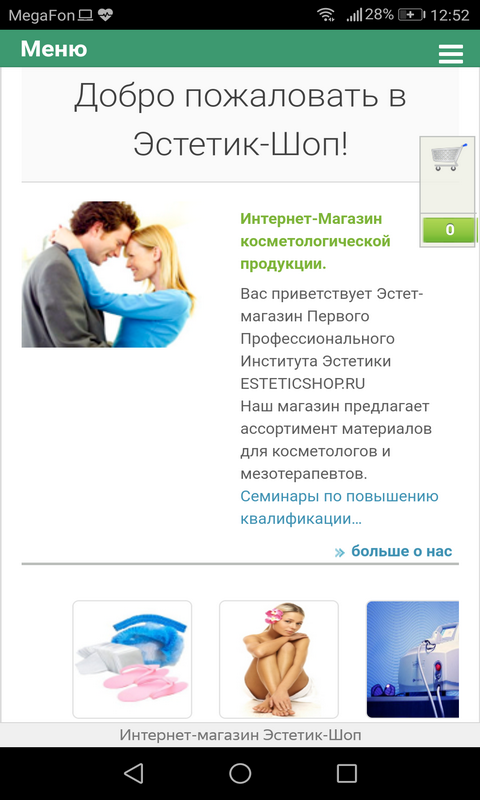 MegaFon 28% 12:52
Меню
Добро пожаловать в
Эстетик-Шоп!
0
Интернет-Магазин
косметологической
продукции.
Вас приветствует Эстет-
магазин Первого
Профессионального
Института Эстетики
ESTETICSHOP.RU
Наш магазин предлагает
ассортимент материалов
для косметологов и
мезотерапевтов.
Семинары по повышению
квалификации...
» больше о нас
Интернет-магазин Эстетик-Шоп